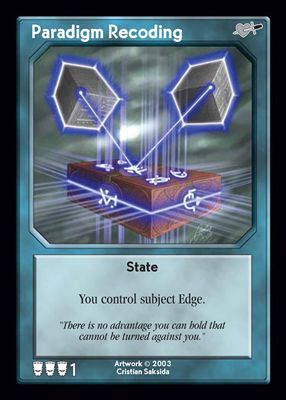 Paradigm Recoding
State
You control subject Edge.
"There is no advantage you can hold that
cannot be turned against you."
1
Artwork © 2003
Cristian Saksida